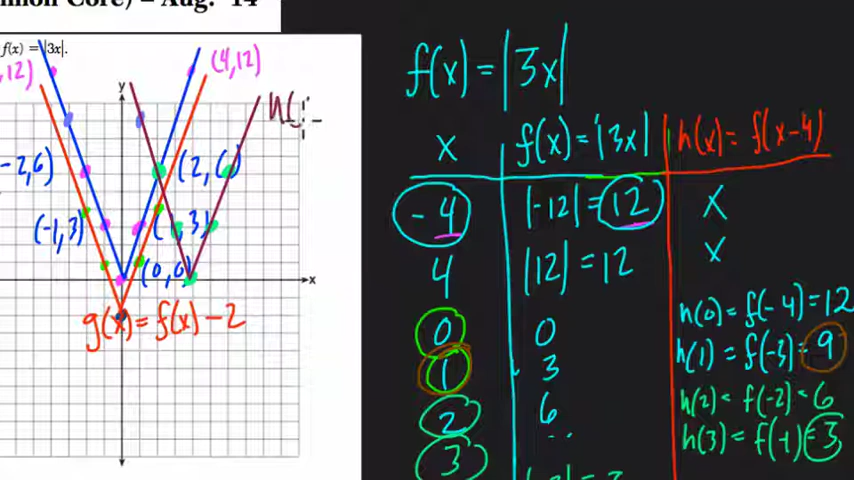 mmon Core) – Aug. '14
f(x) = |3x|.
,12)
(4,12)
y
h(
-2,6)
(2,6)
(-1,3)
( ,3)
(0,0)
x
g(x) = f(x) - 2
f(x) = |3x|
x f(x) = |3x| h(x) = f(x-4)
-4 |-12| = 12 x
4 |12| = 12 x
0 0 h(0) = f(-4) = 12
1 3 h(1) = f(-3) = 9
2 6 h(2) = f(-2) = 6
3 .. h(3) = f(-1) = 3